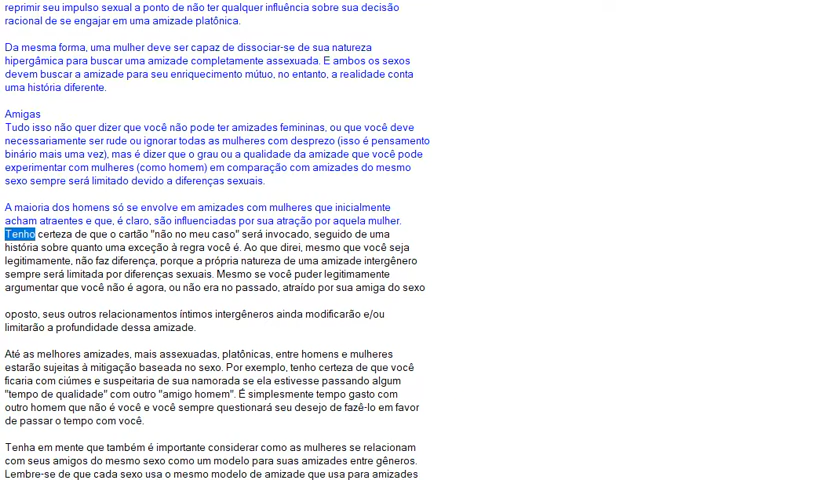 reprimir seu impulso sexual a ponto de não ter qualquer influência sobre sua decisão
racional de se engajar em uma amizade platônica.
Da mesma forma, uma mulher deve ser capaz de dissociar-se de sua natureza
hipergâmica para buscar uma amizade completamente assexuada. E ambos os sexos
devem buscar a amizade para seu enriquecimento mútuo, no entanto, a realidade conta
uma história diferente.
Amigas
Tudo isso não quer dizer que você não pode ter amizades femininas, ou que você deve
necessariamente ser rude ou ignorar todas as mulheres com desprezo (isso é pensamento
binário mais uma vez), mas é dizer que o grau ou a qualidade da amizade que você pode
experimentar com mulheres (como homem) em comparação com amizades do mesmo
sexo sempre será limitado devido a diferenças sexuais.
A maioria dos homens só se envolve em amizades com mulheres que inicialmente
acham atraentes e que, é claro, são influenciadas por sua atração por aquela mulher.
Tenho certeza de que o cartão "não no meu caso" será invocado, seguido de uma
história sobre quanto uma exceção à regra você é. Ao que direi, mesmo que você seja
legitimamente, não faz diferença, porque a própria natureza de uma amizade intergênero
sempre será limitada por diferenças sexuais. Mesmo se você puder legitimamente
argumentar que você não é agora, ou não era no passado, atraído por sua amiga do sexo
oposto, seus outros relacionamentos íntimos intergêneros ainda modificarão e/ou
limitarão a profundidade dessa amizade.
Até as melhores amizades, mais assexuadas, platônicas, entre homens e mulheres
estarão sujeitas à mitigação baseada no sexo. Por exemplo, tenho certeza de que você
ficaria com ciúmes e suspeitaria de sua namorada se ela estivesse passando algum
"tempo de qualidade" com outro "amigo homem". É simplesmente tempo gasto com
outro homem que não é você e você sempre questionará seu desejo de fazê-lo em favor
de passar o tempo com você.
Tenha em mente que também é importante considerar como as mulheres se relacionam
com seus amigos do mesmo sexo como um modelo para suas amizades entre gêneros.
Lembre-se de que cada sexo usa o mesmo modelo de amizade que usa para amizades